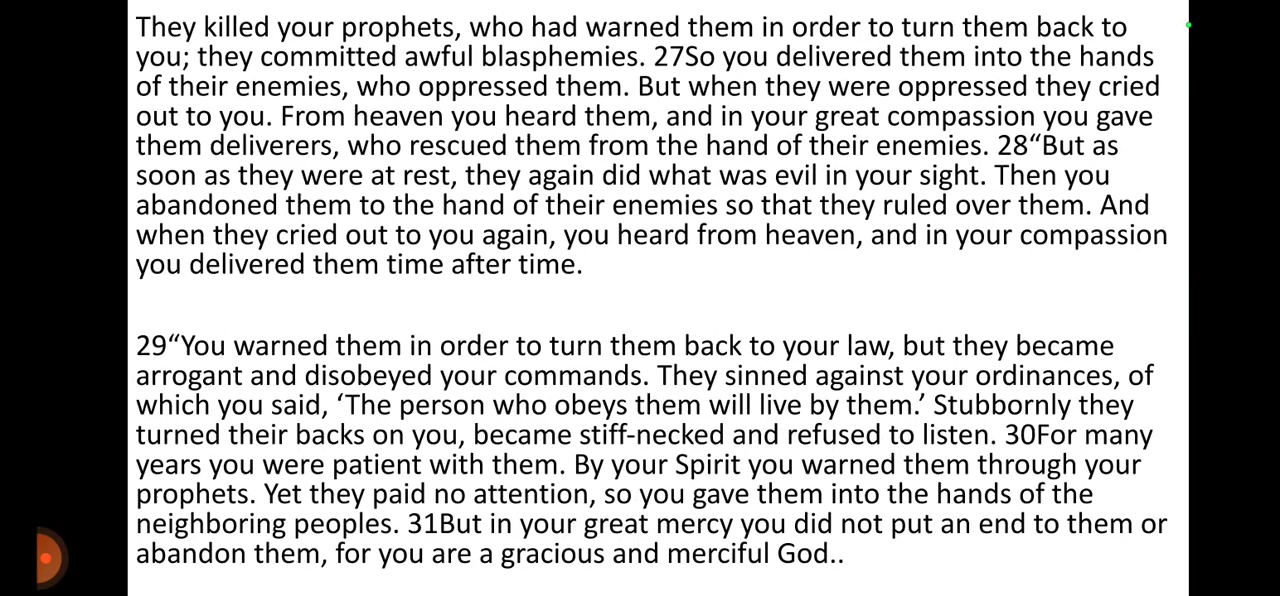 They killed your prophets, who had warned them in order to turn them back to
you; they committed awful blasphemies. 27So you delivered them into the hands
of their enemies, who oppressed them. But when they were oppressed they cried
out to you. From heaven you heard them, and in your great compassion you gave
them deliverers, who rescued them from the hand of their enemies. 28“But as
soon as they were at rest, they again did what was evil in your sight. Then you
abandoned them to the hand of their enemies so that they ruled over them. And
when they cried out to you again, you heard from heaven, and in your compassion
you delivered them time after time.
29“You warned them in order to turn them back to your law, but they became
arrogant and disobeyed your commands. They sinned against your ordinances, of
which you said, ‘The person who obeys them will live by them.’ Stubbornly they
turned their backs on you, became stiff-necked and refused to listen. 30For many
years you were patient with them. By your Spirit you warned them through your
prophets. Yet they paid no attention, so you gave them into the hands of the
neighboring peoples. 31But in your great mercy you did not put an end to them or
abandon them, for you are a gracious and merciful God..